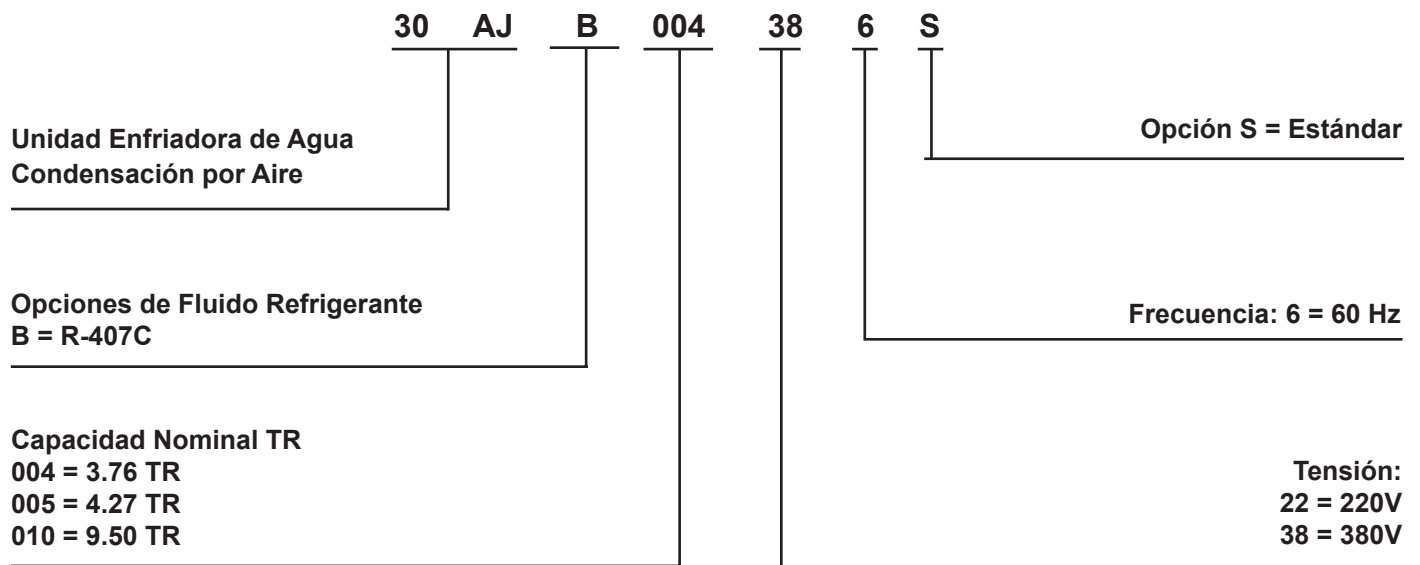 30 AJ B 004 38 6 S
Unidad Enfriadora de Agua
Condensación por Aire
Opción S = Estándar
Opciones de Fluido Refrigerante
B = R-407C
Frecuencia: 6 = 60 Hz
Capacidad Nominal TR
004 = 3.76 TR
005 = 4.27 TR
010 = 9.50 TR
Tensión:
22 = 220V
38 = 380V